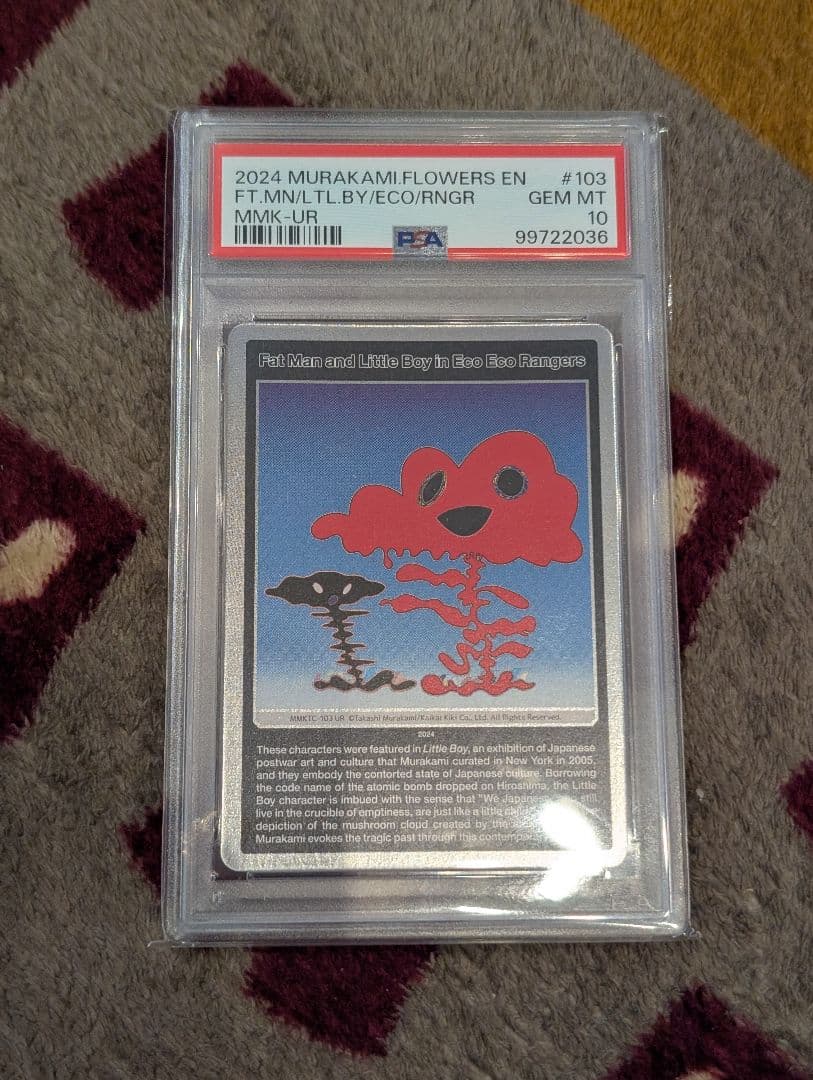 2024 MURAKAMI.FLOWERS EN #103
FT.MN/LTL.BY/ECO/RNGR GEM MT
MMK-UR 10
PSA 99722036
Fat Man and Little Boy in Eco Eco Rangers
MMKTC-103 UR ©Takashi Murakami/Kaikai Kiki Co., Ltd. All Rights Reserved.
2024
These characters were featured in Little Boy, an exhibition of Japanese
postwar art and culture that Murakami curated in New York in 2005,
and they embody the contorted state of Japanese culture. Borrowing
the code name of the atomic bomb dropped on Hiroshima, the Little
Boy character is imbued with the sense that "We Japanese still
live in the crucible of emptiness, are just like a little
depiction of the mushroom cloud created by the
Murakami evokes the tragic past through this